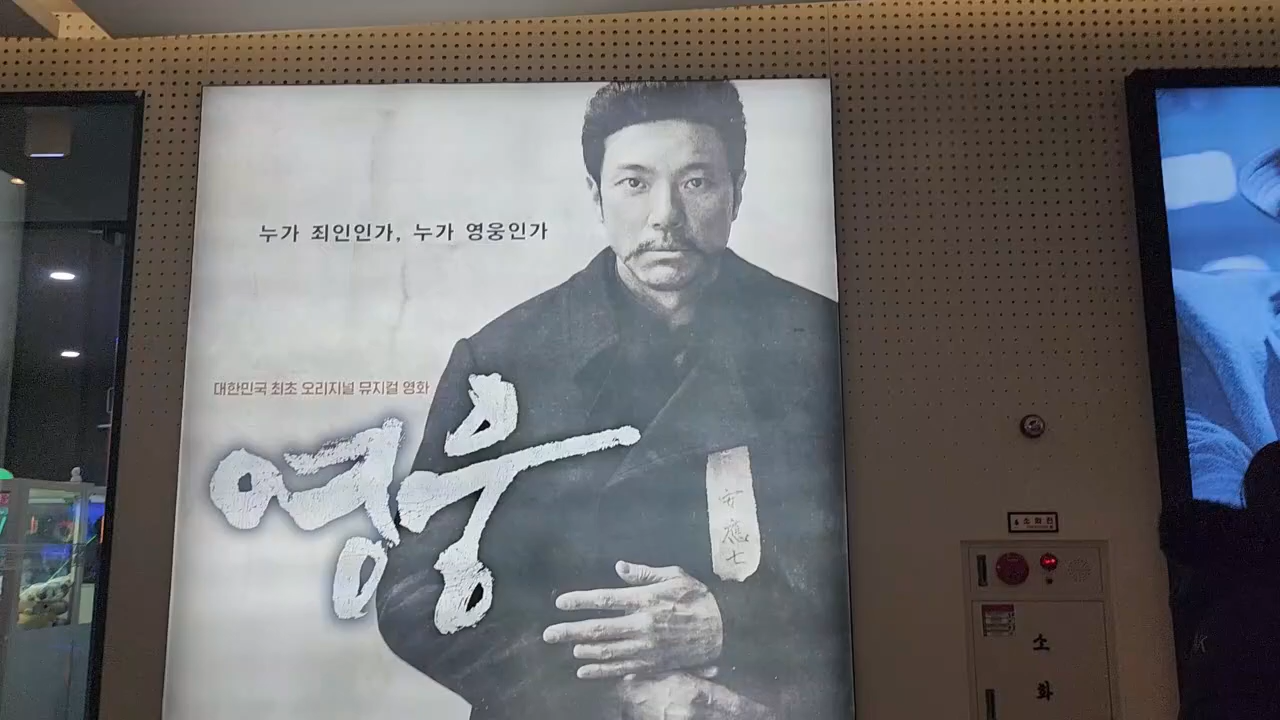 누가 죄인인가, 누가 영웅인가
대한민국 최초 오리지널 뮤지컬 영화
영웅
安應七
소화전
소
화